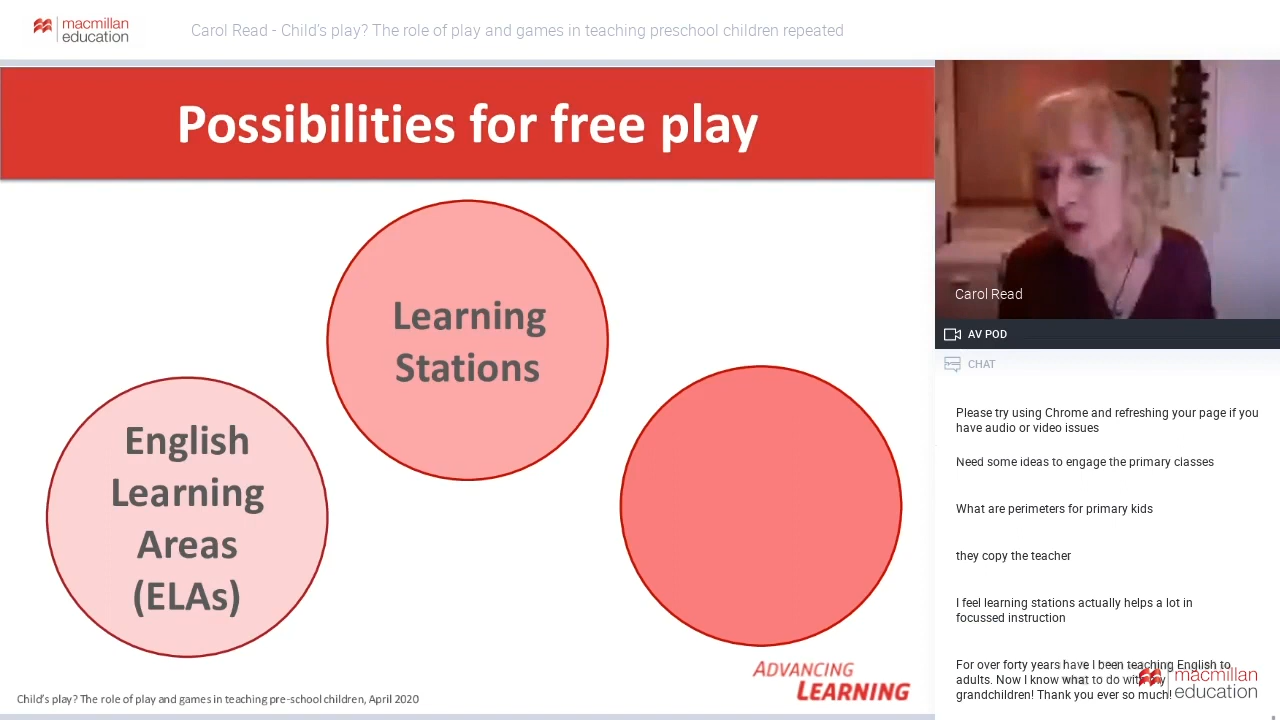 macmillan
education
Carol Read - Child's play? The role of play and games in teaching preschool children repeated
Possibilities for free play
Learning
Stations
English
Learning
Areas
(ELAs)
ADVANCING
LEARNING
Child's play? The role of play and games in teaching pre-school children, April 2020
Carol Read
AV POD
CHAT
Please try using Chrome and refreshing your page if you
have audio or video issues
Need some ideas to engage the primary classes
What are perimeters for primary kids
they copy the teacher
I feel learning stations actually helps a lot in
focussed instruction
For over forty years have I been teaching English to
adults. Now I know what to do with
grandchildren! Thank you ever so much!
macmillan
education